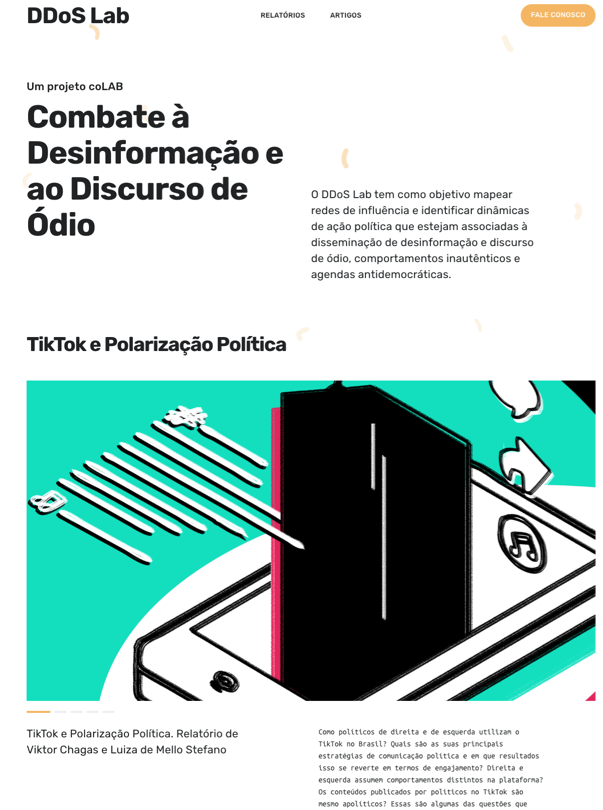 DDoS Lab
RELATÓRIOS
ARTIGOS
FALE CONOSCO
Um projeto coLAB
Combate à
Desinformação e
ao Discurso de
Ódio
O DDoS Lab tem como objetivo mapear
redes de influência e identificar dinâmicas
de ação política que estejam associadas à
disseminação de desinformação e discurso
de ódio, comportamentos inautênticos e
agendas antidemocráticas.
TikTok e Polarização Política
TikTok e Polarização Política. Relatório de
Viktor Chagas e Luiza de Mello Stefano
Como políticos de direita e de esquerda utilizam o
TikTok no Brasil? Quais são as suas principais
estratégias de comunicação política e em que resultados
isso se reverte em termos de engajamento? Direita e
esquerda assumem comportamentos distintos na plataforma?
Os conteúdos publicados por políticos no TikTok são
mesmo apolíticos? Essas são algumas das questões que